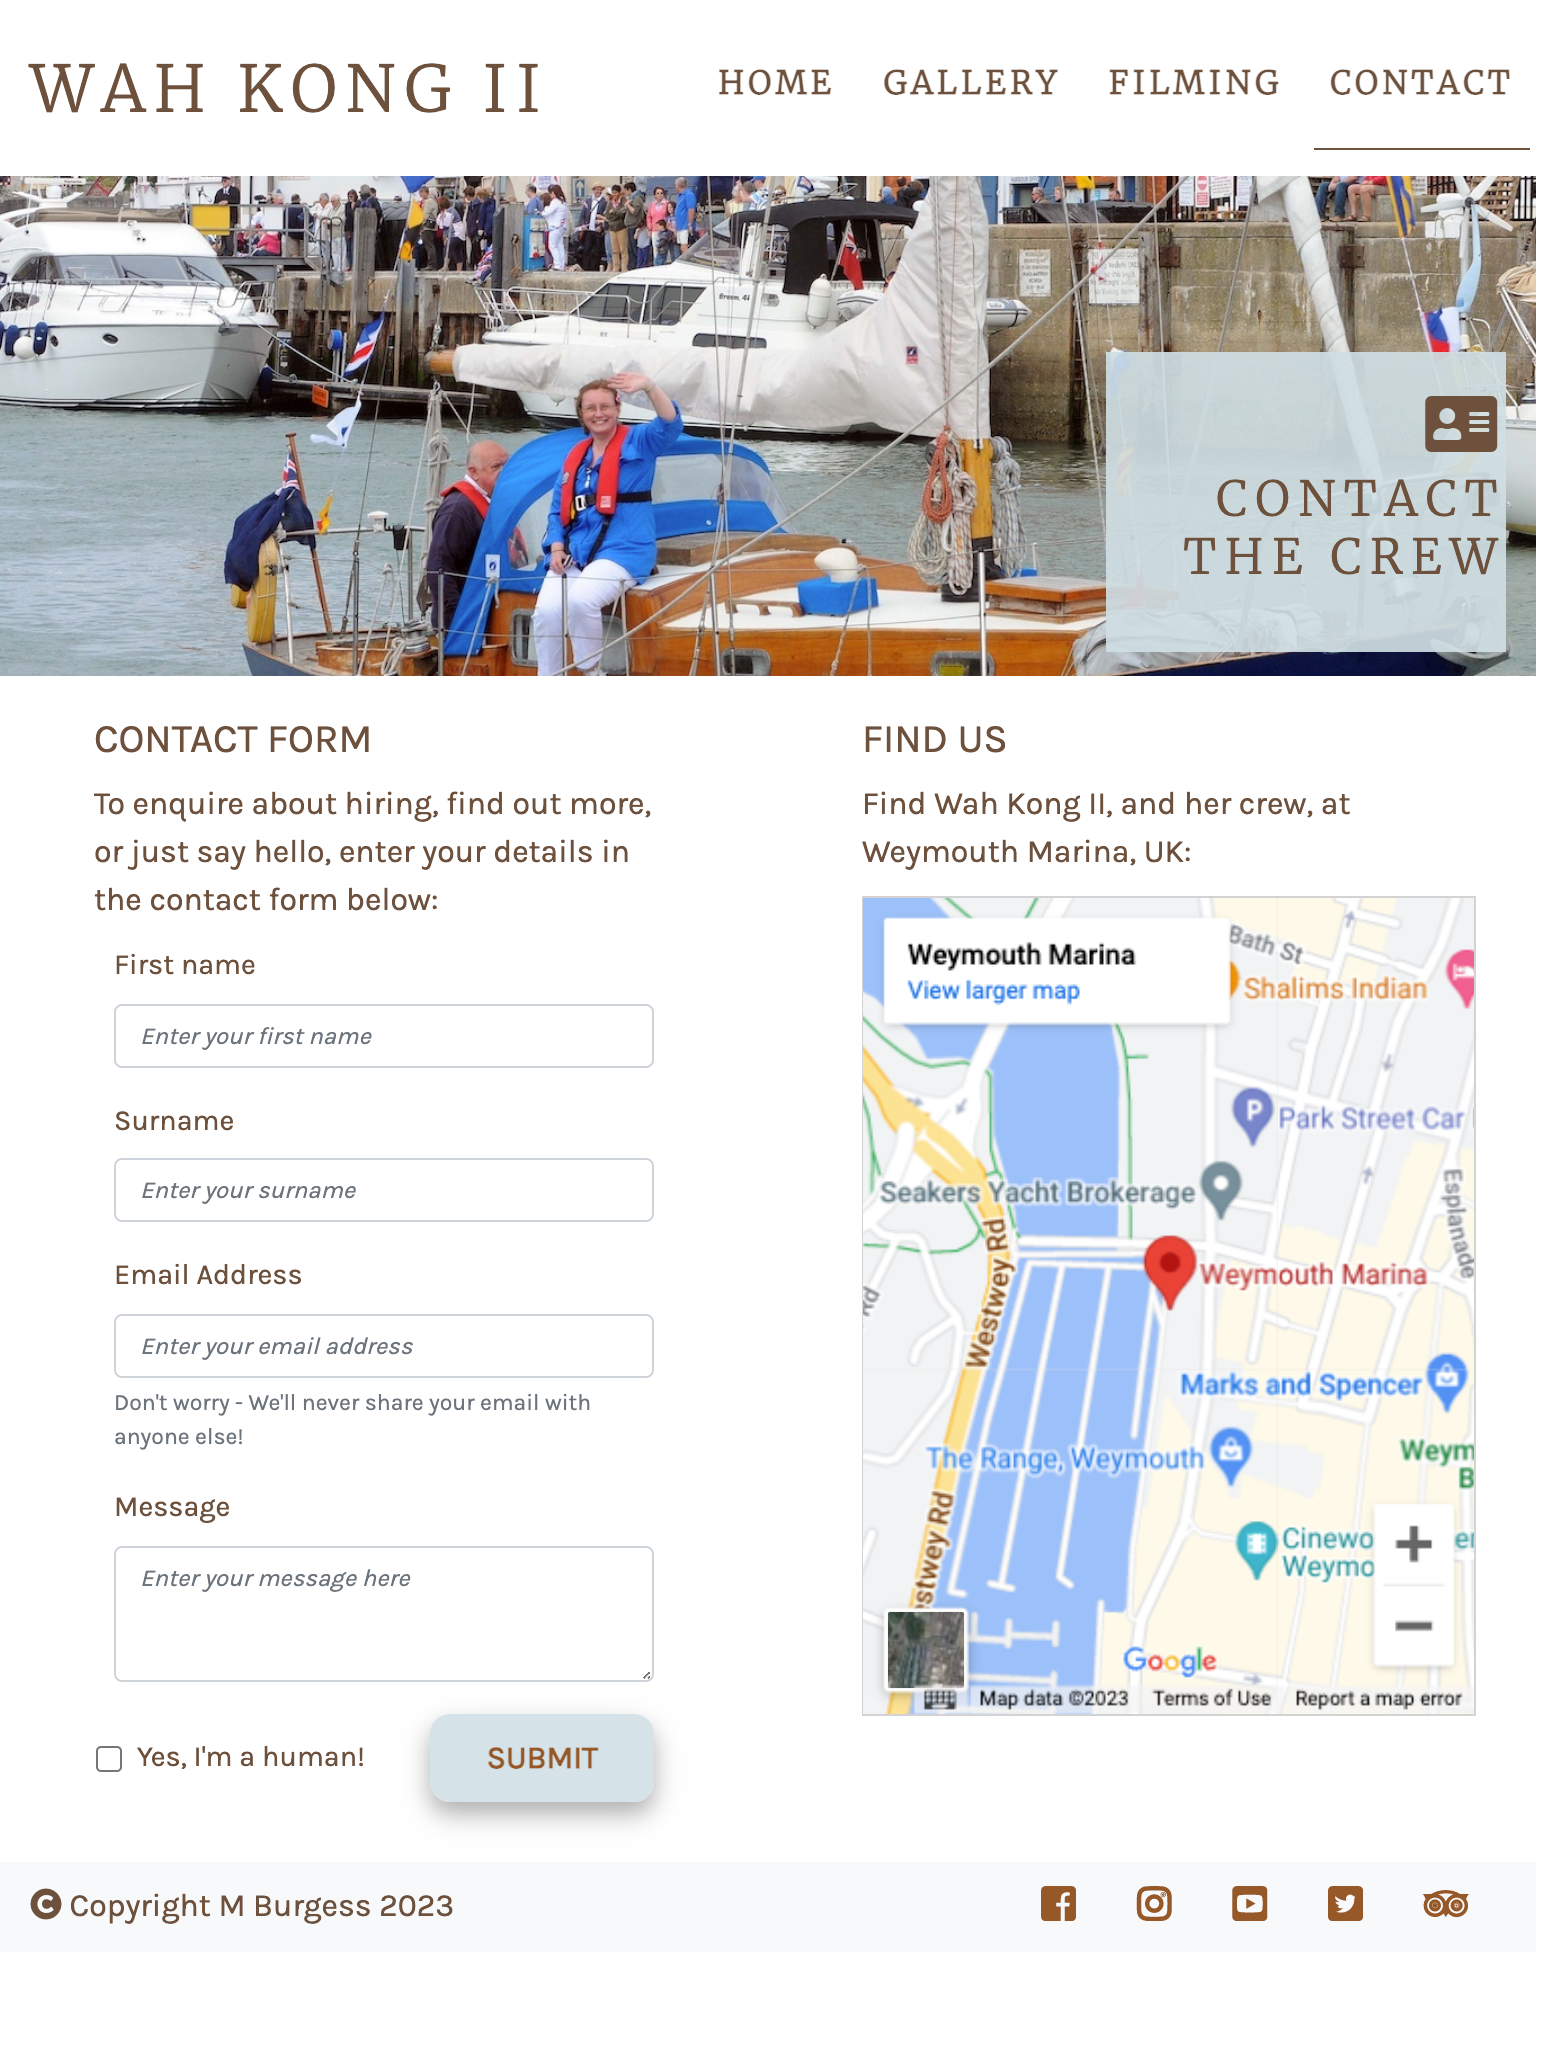 WAH KONG II
HOME GALLERY FILMING CONTACT
Breem. 44
CONTACT
THE CREW
CONTACT FORM
To enquire about hiring, find out more,
or just say hello, enter your details in
the contact form below:
First name
Enter your first name
Surname
Enter your surname
Email Address
Enter your email address
Don't worry - We'll never share your email with
anyone else!
Message
Enter your message here
Yes, I'm a human!
SUBMIT
FIND US
Find Wah Kong II, and her crew, at
Weymouth Marina, UK:
Weymouth Marina
View larger map
Bath St
Shalims Indian
P
Park Street Car
Seakers Yacht Brokerage
Esplanade
Westwey Rd
Weymouth Marina
Rd
Marks and Spencer
The Range, Weymouth
Weym
B
estwey Rd
Cinewo
er
Weymo
Google
Map data ©2023 Terms of Use Report a map error
© Copyright M Burgess 2023